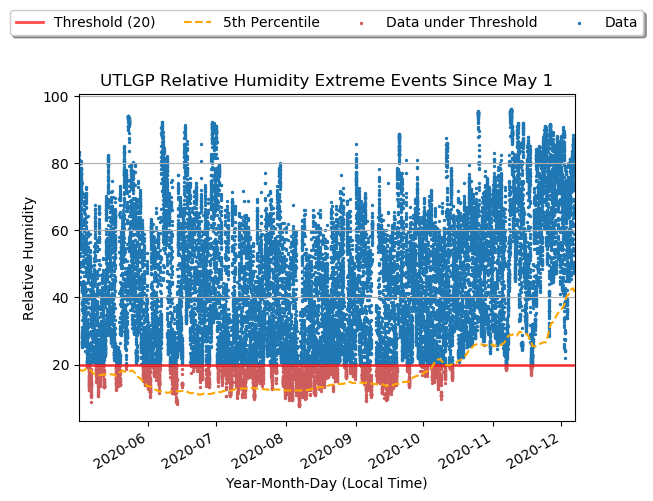 Threshold (20) 5th Percentile Data under Threshold Data
UTLGP Relative Humidity Extreme Events Since May 1
100
80
60
40
20
Relative Humidity
2020-06 2020-07 2020-08 2020-09 2020-10 2020-11 2020-12
Year-Month-Day (Local Time)